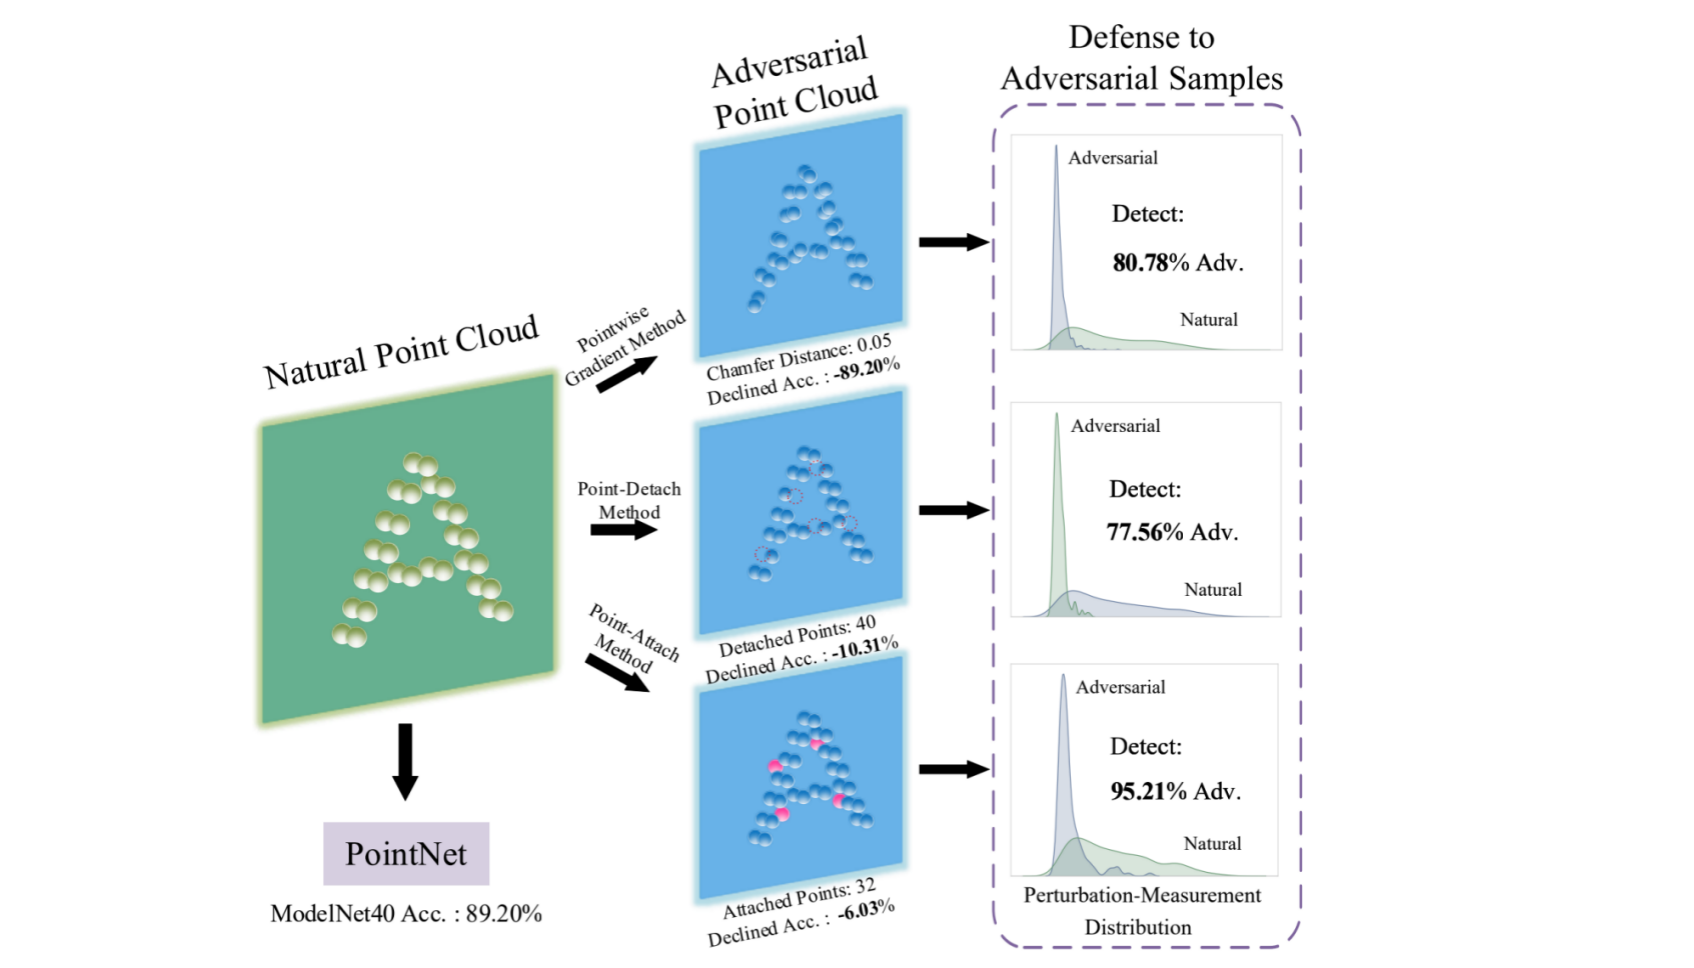 Natural Point Cloud
PointNet
ModelNet40 Acc. : 89.20%
Pointwise
Gradient Method
Point-Detach
Method
Point-Attach
Method
Adversarial
Point Cloud
Chamfer Distance: 0.05
Declined Acc. : -89.20%
Detached Points: 40
Declined Acc. : -10.31%
Attached Points: 32
Declined Acc. : -6.03%
Defense to
Adversarial Samples
Adversarial
Detect:
80.78% Adv.
Natural
Adversarial
Detect:
77.56% Adv.
Natural
Adversarial
Detect:
95.21% Adv.
Natural
Perturbation-Measurement
Distribution